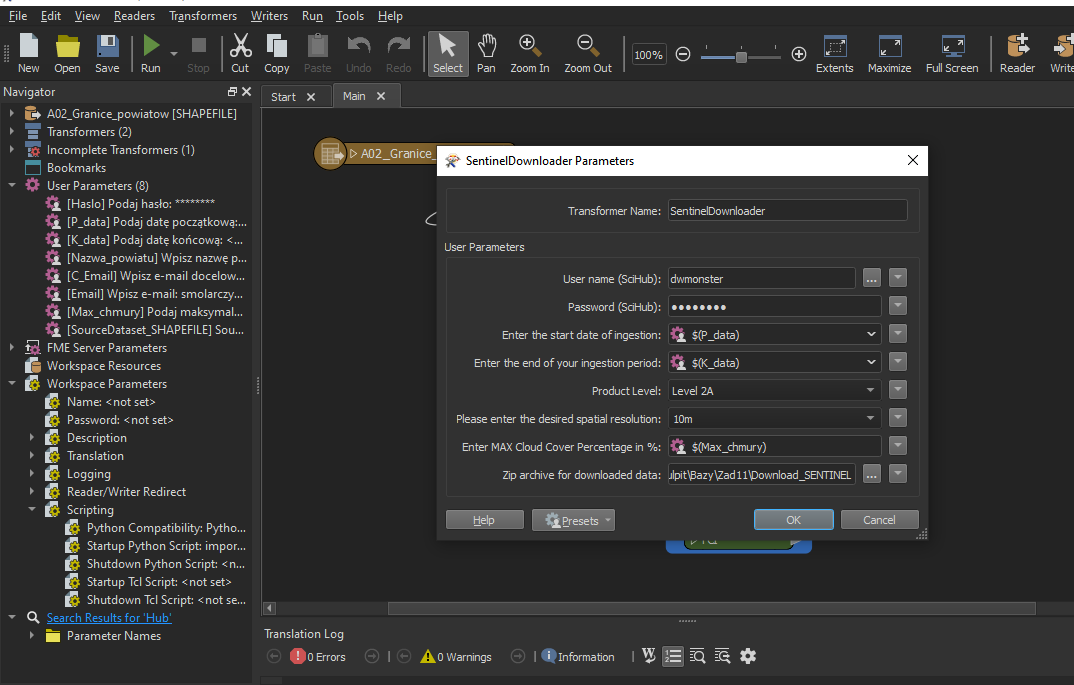 File Edit View Readers Transformers Writers Run Tools Help
New Open Save Run Stop Cut Copy Paste Undo Redo Select Pan Zoom In Zoom Out 100% Extents Maximize Full Screen Reader Write
Navigator
Start
Main
A02_Granice_powiatow [SHAPEFILE]
Transformers (2)
Incomplete Transformers (1)
Bookmarks
User Parameters (8)
[Haslo] Podaj hasło: ********
[P_data] Podaj datę początkową:...
[K_data] Podaj datę końcową: <...
[Nazwa_powiatu] Wpisz nazwę p...
[C_Email] Wpisz e-mail docelow...
[Email] Wpisz e-mail: smolarczy...
[Max_chmury] Podaj maksymal...
[SourceDataset_SHAPEFILE] Sou...
FME Server Parameters
Workspace Resources
Workspace Parameters
Name: <not set>
Password: <not set>
Description
Translation
Logging
Reader/Writer Redirect
Scripting
Python Compatibility: Pytho...
Startup Python Script: impor...
Shutdown Python Script: <n...
Startup Tcl Script: <not set>
Shutdown Tcl Script: <not se...
Search Results for 'Hub'
Parameter Names
A02_Granice_
SentinelDownloader Parameters
Transformer Name: SentinelDownloader
User Parameters
User name (SciHub): dwmonster ...
Password (SciHub): ●●●●●●●●
Enter the start date of ingestion: $(P_data)
Enter the end of your ingestion period: $(K_data)
Product Level: Level 2A
Please enter the desired spatial resolution: 10m
Enter MAX Cloud Cover Percentage in %: $(Max_chmury)
Zip archive for downloaded data: ulpit\Bazy\Zad11\Download_SENTINEL ...
Help Presets OK Cancel
Translation Log
0 Errors | 0 Warnings | Information |